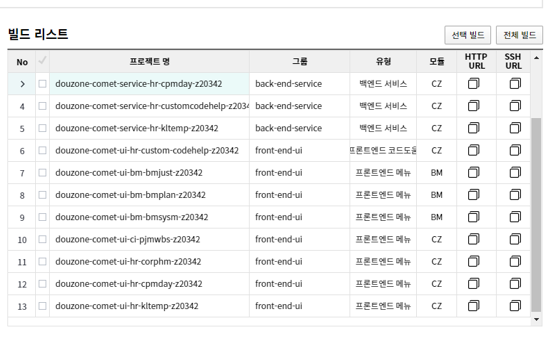 빌드 리스트
선택 빌드 전체 빌드
No 프로젝트 명 그룹 유형 모듈 HTTP URL SSH URL
douzone-comet-service-hr-cpmday-z20342 back-end-service 백엔드 서비스 CZ
4 douzone-comet-service-hr-customcodehelp-z2034 back-end-service 백엔드 서비스 CZ
5 douzone-comet-service-hr-kltemp-z20342 back-end-service 백엔드 서비스 CZ
6 douzone-comet-ui-hr-custom-codehelp-z20342 front-end-ui 프론트엔드 코드도움 CZ
7 douzone-comet-ui-bm-bmjust-z20342 front-end-ui 프론트엔드 메뉴 BM
8 douzone-comet-ui-bm-bmplan-z20342 front-end-ui 프론트엔드 메뉴 BM
9 douzone-comet-ui-bm-bmsysm-z20342 front-end-ui 프론트엔드 메뉴 BM
10 douzone-comet-ui-ci-pjmwbs-z20342 front-end-ui 프론트엔드 메뉴 CZ
11 douzone-comet-ui-hr-corphm-z20342 front-end-ui 프론트엔드 메뉴 CZ
12 douzone-comet-ui-hr-cpmday-z20342 front-end-ui 프론트엔드 메뉴 CZ
13 douzone-comet-ui-hr-kltemp-z20342 front-end-ui 프론트엔드 메뉴 CZ